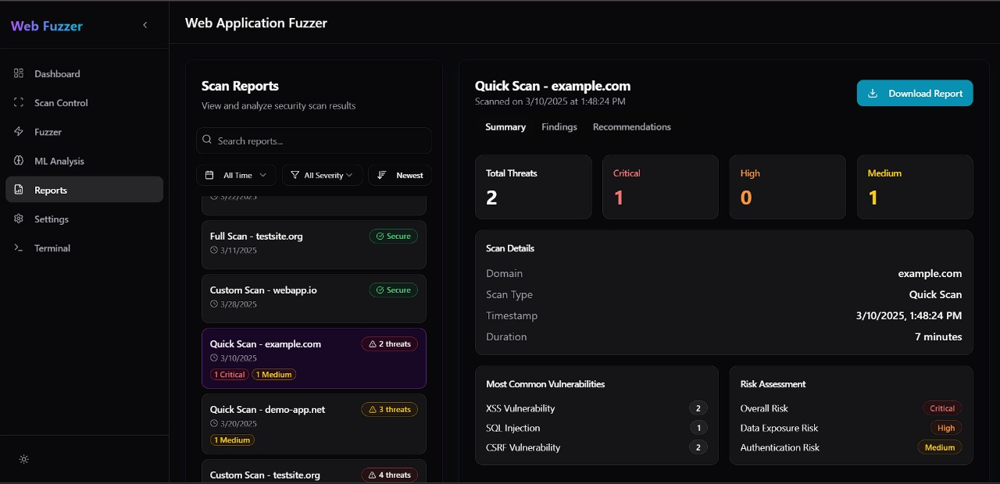 Web Fuzzer
Dashboard
Scan Control
Fuzzer
ML Analysis
Reports
Settings
Terminal
Web Application Fuzzer
Scan Reports
View and analyze security scan results
Search reports...
All Time
All Severity
Newest
3/22/2025
Full Scan - testsite.org
Secure
3/11/2025
Custom Scan - webapp.io
Secure
3/28/2025
Quick Scan - example.com
2 threats
3/10/2025
1 Critical
1 Medium
Quick Scan - demo-app.net
3 threats
3/20/2025
1 Medium
Custom Scan - testsite.org
4 threats
Quick Scan - example.com
Scanned on 3/10/2025 at 1:48:24 PM
Download Report
Summary
Findings
Recommendations
Total Threats
2
Critical
1
High
0
Medium
1
Scan Details
Domain
example.com
Scan Type
Quick Scan
Timestamp
3/10/2025, 1:48:24 PM
Duration
7 minutes
Most Common Vulnerabilities
XSS Vulnerability
2
SQL Injection
1
CSRF Vulnerability
2
Risk Assessment
Overall Risk
Critical
Data Exposure Risk
High
Authentication Risk
Medium